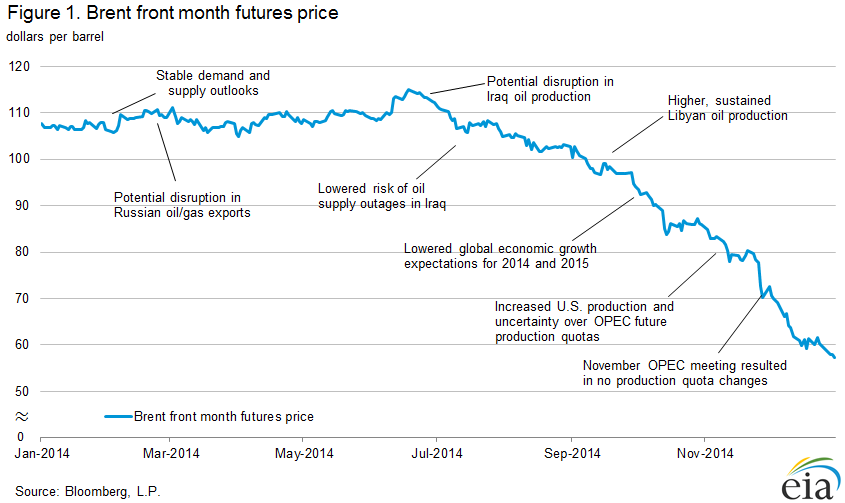 Figure 1. Brent front month futures price
dollars per barrel
120
110
100
90
80
70
60
50
0
Stable demand and
supply outlooks
Potential disruption in
Russian oil/gas exports
Potential disruption in
Iraq oil production
Lowered risk of oil
supply outages in Iraq
Higher, sustained
Libyan oil production
Lowered global economic growth
expectations for 2014 and 2015
Increased U.S. production and
uncertainty over OPEC future
production quotas
November OPEC meeting resulted
in no production quota changes
Brent front month futures price
Jan-2014
Mar-2014
May-2014
Jul-2014
Sep-2014
Nov-2014
Source: Bloomberg, L.P.
eia